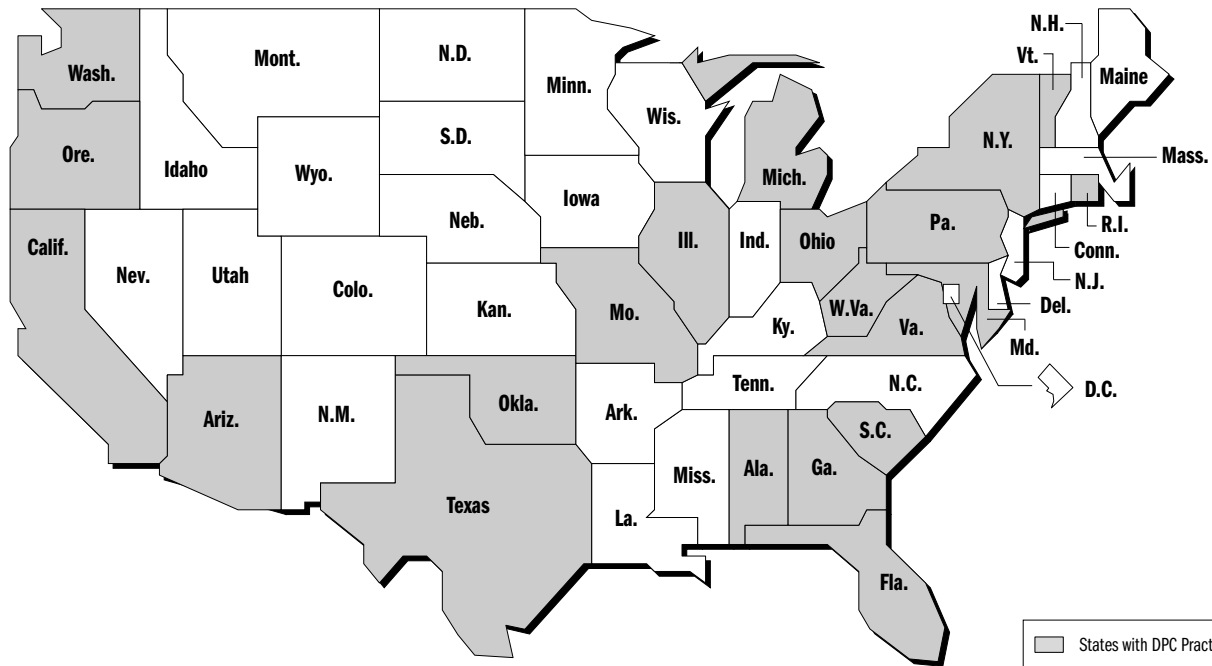 N.H.
Vt.
Maine
Wash.
Mont.
N.D.
Minn.
Wis.
Mich.
N.Y.
Mass.
Ore.
Idaho
Wyo.
S.D.
Iowa
Neb.
Ill.
Ind.
Ohio
Pa.
R.I.
Conn.
N.J.
Del.
Md.
D.C.
Calif.
Nev.
Utah
Colo.
Kan.
Mo.
Ky.
W.Va.
Va.
Ariz.
N.M.
Okla.
Ark.
Tenn.
N.C.
S.C.
Texas
La.
Miss.
Ala.
Ga.
Fla.
States with DPC Pract